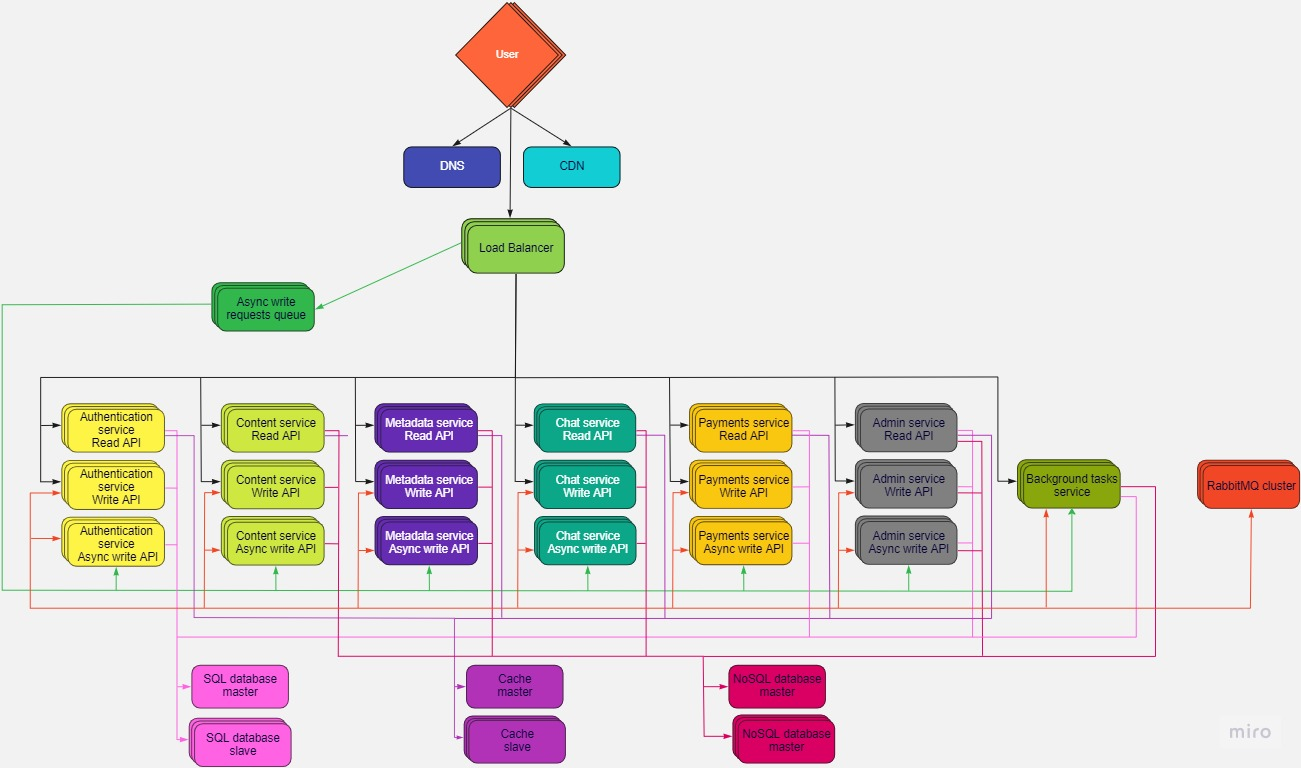 User
DNS
CDN
Load Balancer
Async write
requests queue
Authentication
service
Read API
Content service
Read API
Metadata service
Read API
Chat service
Read API
Payments service
Read API
Admin service
Read API
Authentication
service
Write API
Content service
Write API
Metadata service
Write API
Chat service
Write API
Payments service
Write API
Admin service
Write API
Background tasks
service
RabbitMQ cluster
Authentication
service
Async write API
Content service
Async write API
Metadata service
Async write API
Chat service
Async write API
Payments service
Async write API
Admin service
Async write API
SQL database
master
Cache
master
NoSQL database
master
SQL database
slave
Cache
slave
NoSQL database
master
miro